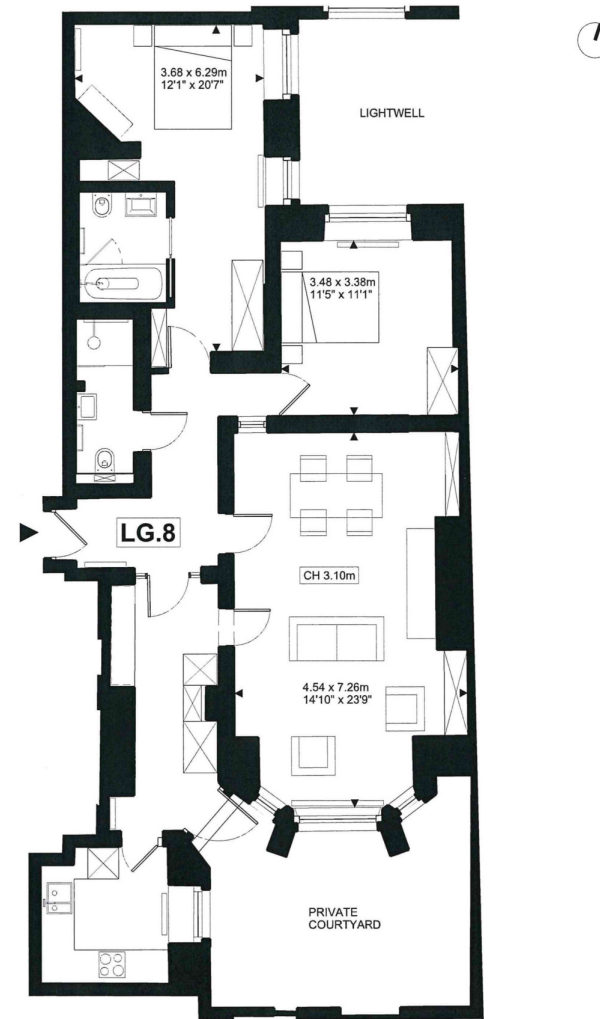 3.68 x 6.29m
12'1" x 20'7"
LIGHTWELL
3.48 x 3.38m
11'5" x 11'1"
LG.8
CH 3.10m
4.54 x 7.26m
14'10" x 23'9"
PRIVATE
COURTYARD